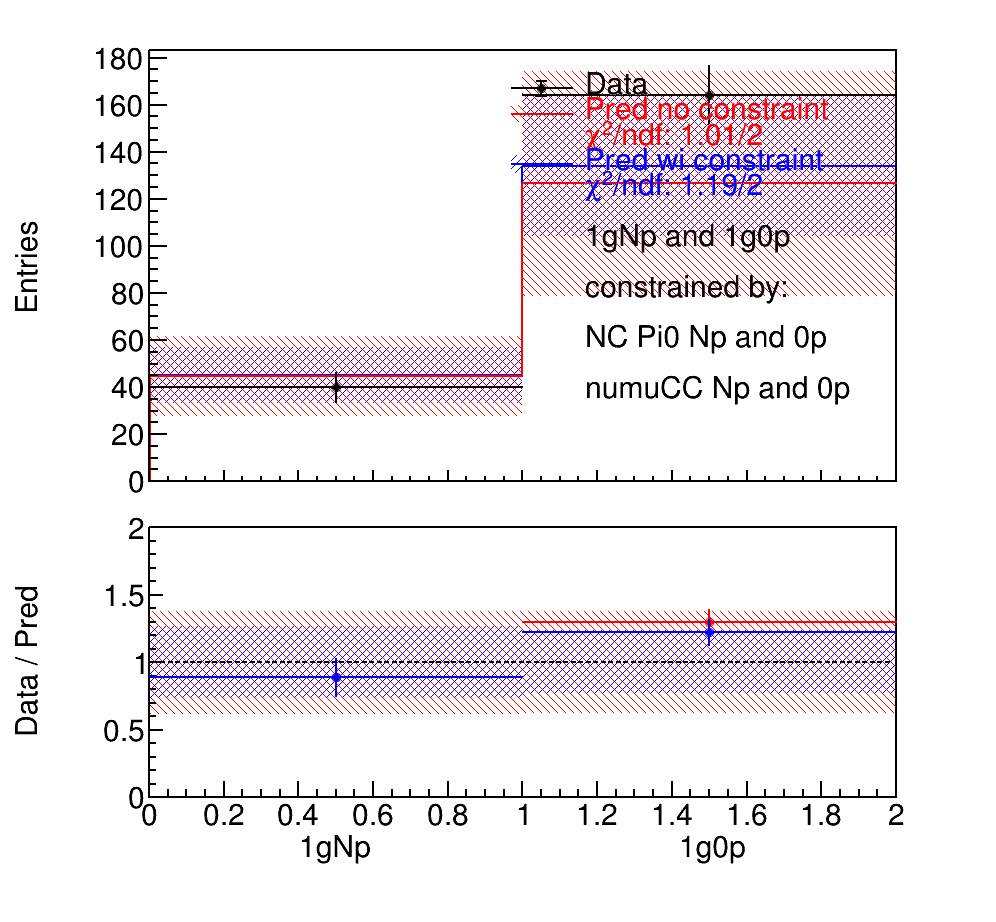 Entries
180
160
140
120
100
80
60
40
20
0
Data
Pred no constraint
χ²/ndf: 1.01/2
Pred wi constraint
χ²/ndf: 1.19/2
1gNp and 1g0p
constrained by:
NC Pi0 Np and 0p
numuCC Np and 0p
Data / Pred
2
1.5
1
0.5
0
0 0.2 0.4 0.6 0.8 1 1.2 1.4 1.6 1.8 2
1gNp 1g0p